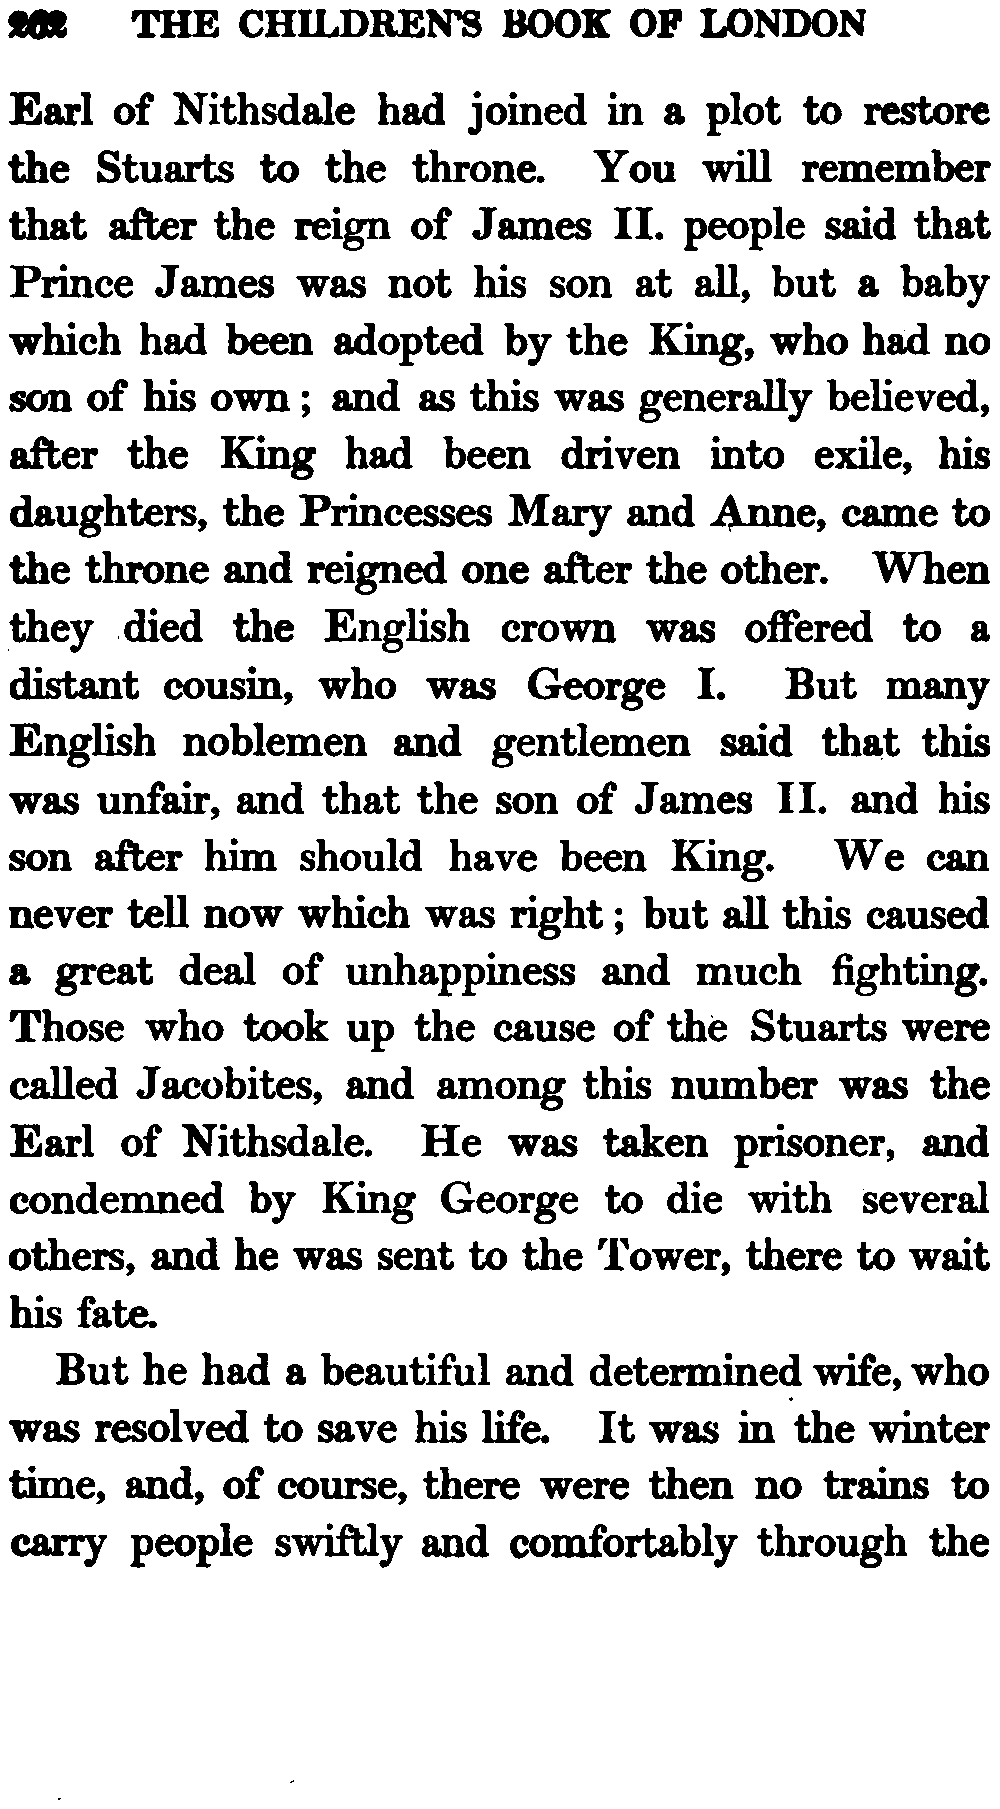 262 THE CHILDREN'S BOOK OF LONDON
Earl of Nithsdale had joined in a plot to restore
the Stuarts to the throne. You will remember
that after the reign of James II. people said that
Prince James was not his son at all, but a baby
which had been adopted by the King, who had no
son of his own ; and as this was generally believed,
after the King had been driven into exile, his
daughters, the Princesses Mary and Anne, came to
the throne and reigned one after the other. When
they died the English crown was offered to a
distant cousin, who was George I. But many
English noblemen and gentlemen said that this
was unfair, and that the son of James II. and his
son after him should have been King. We can
never tell now which was right ; but all this caused
a great deal of unhappiness and much fighting.
Those who took up the cause of the Stuarts were
called Jacobites, and among this number was the
Earl of Nithsdale. He was taken prisoner, and
condemned by King George to die with several
others, and he was sent to the Tower, there to wait
his fate.
But he had a beautiful and determined wife, who
was resolved to save his life. It was in the winter
time, and, of course, there were then no trains to
carry people swiftly and comfortably through the